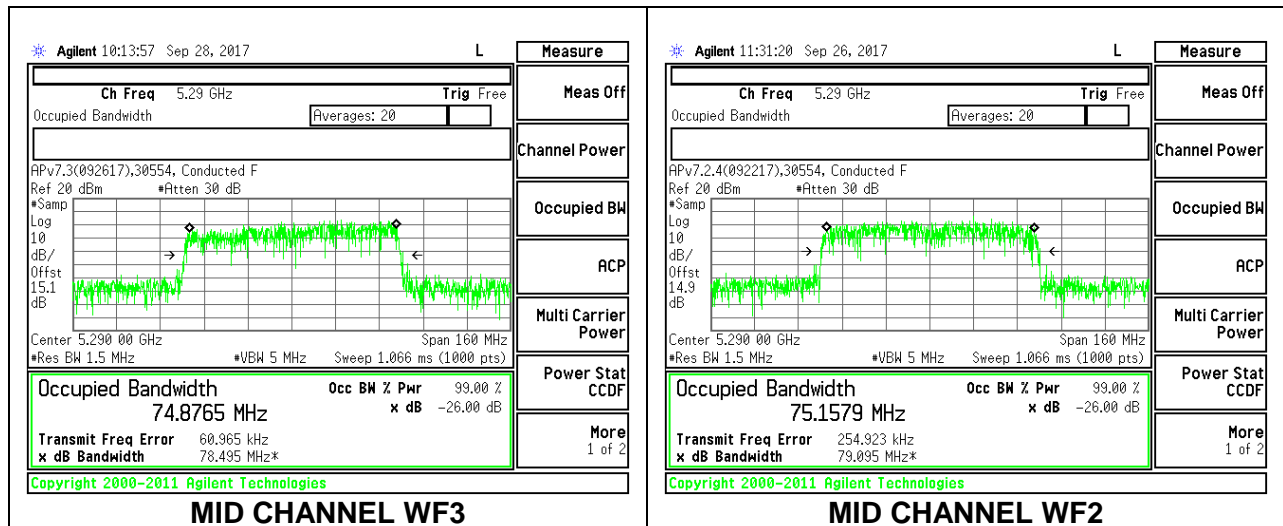 Agilent 10:13:57 Sep 28, 2017 L
Measure
Ch Freq 5.29 GHz Trig Free
Occupied Bandwidth Averages: 20
APv7.3(092617),30554, Conducted F
Ref 20 dBm #Atten 30 dB
#Samp
Log
10
dB/
Offst
15.1
dB
Center 5.290 00 GHz Span 160 MHz
#Res BW 1.5 MHz #VBW 5 MHz Sweep 1.066 ms (1000 pts)
Occupied Bandwidth Occ BW % Pwr 99.00 %
74.8765 MHz x dB -26.00 dB
Transmit Freq Error 60.965 kHz
x dB Bandwidth 78.495 MHz*
Copyright 2000-2011 Agilent Technologies
Meas Off
Channel Power
Occupied BW
ACP
Multi Carrier
Power
Power Stat
CCDF
More
1 of 2
MID CHANNEL WF3
Agilent 11:31:20 Sep 26, 2017 L
Measure
Ch Freq 5.29 GHz Trig Free
Occupied Bandwidth Averages: 20
APv7.2.4(092217),30554, Conducted F
Ref 20 dBm #Atten 30 dB
#Samp
Log
10
dB/
Offst
14.9
dB
Center 5.290 00 GHz Span 160 MHz
#Res BW 1.5 MHz #VBW 5 MHz Sweep 1.066 ms (1000 pts)
Occupied Bandwidth Occ BW % Pwr 99.00 %
75.1579 MHz x dB -26.00 dB
Transmit Freq Error 254.923 kHz
x dB Bandwidth 79.095 MHz*
Copyright 2000-2011 Agilent Technologies
Meas Off
Channel Power
Occupied BW
ACP
Multi Carrier
Power
Power Stat
CCDF
More
1 of 2
MID CHANNEL WF2